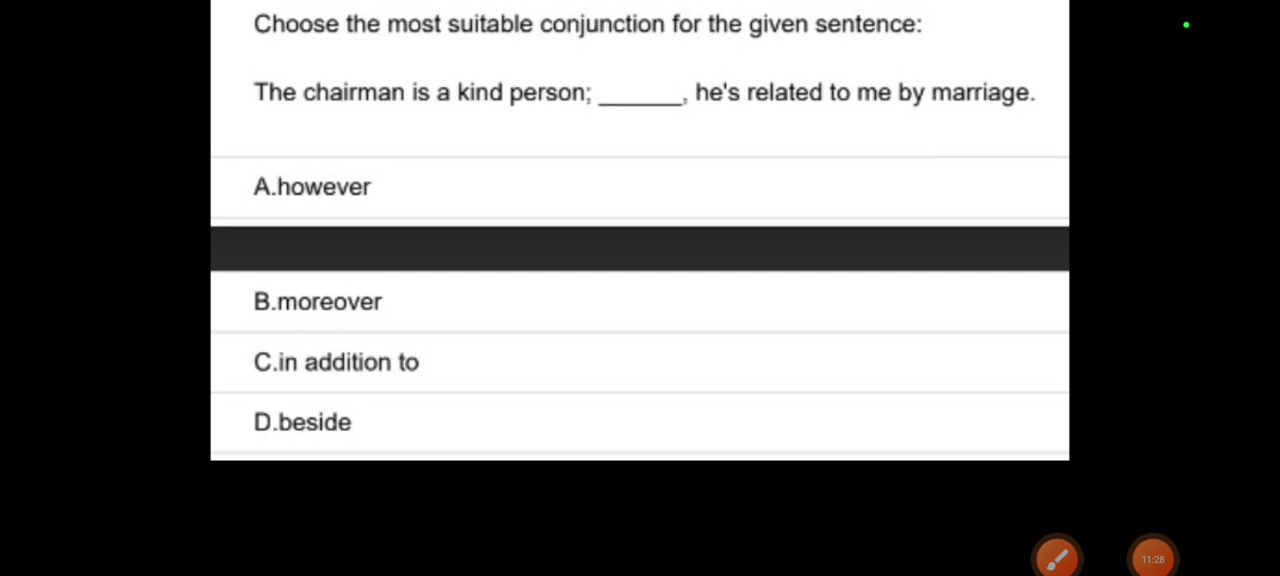 Choose the most suitable conjunction for the given sentence:
The chairman is a kind person; ______, he's related to me by marriage.
A.however
B.moreover
C.in addition to
D.beside
11:28